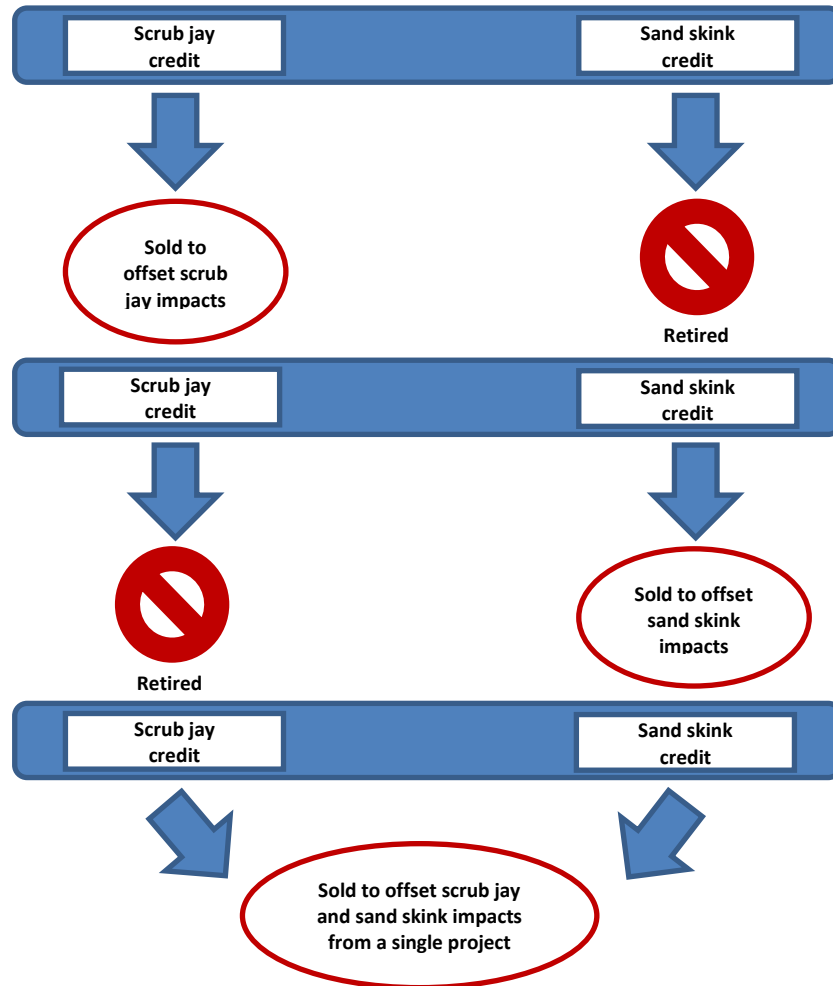 Scrub jay
credit
Sand skink
credit
Sold to
offset scrub
jay impacts
Retired
Scrub jay
credit
Sand skink
credit
Retired
Sold to offset
sand skink
impacts
Scrub jay
credit
Sand skink
credit
Sold to offset scrub jay
and sand skink impacts
from a single project